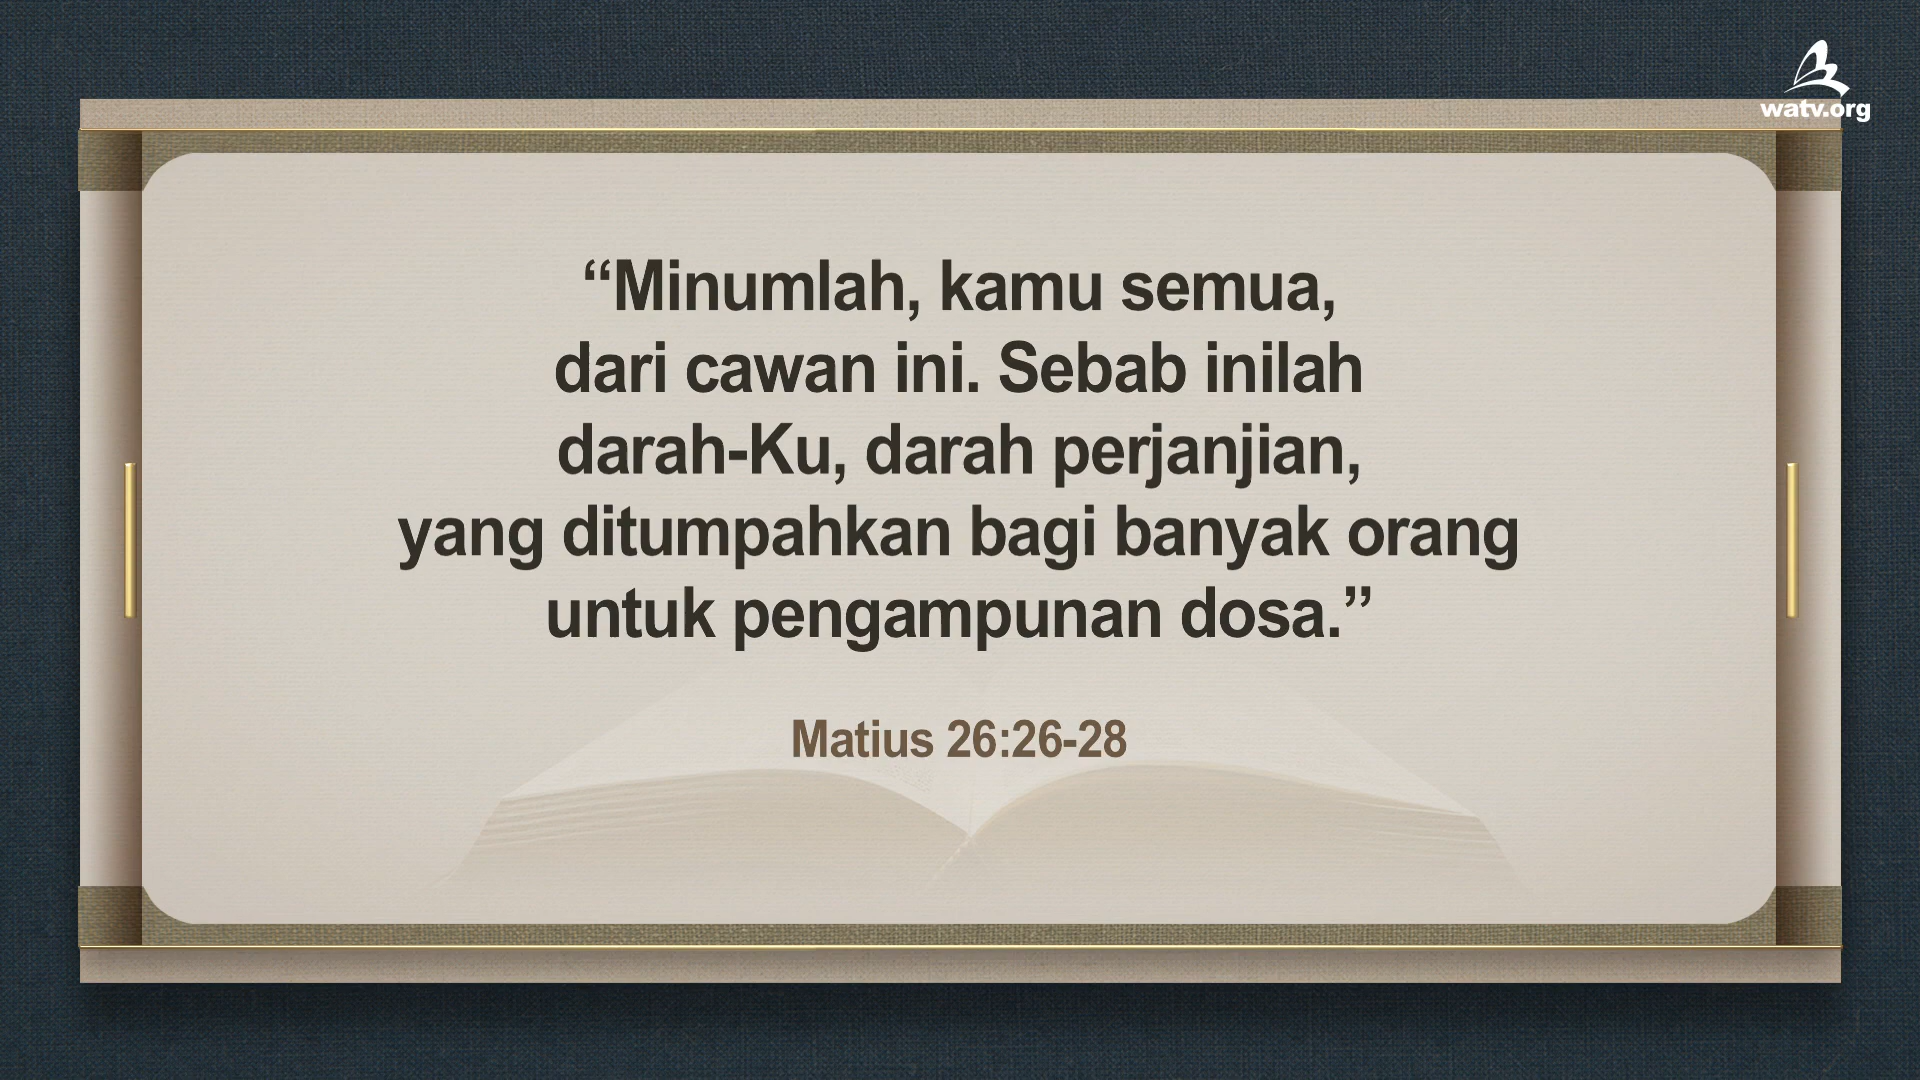 watv.org
“Minumlah, kamu semua,
dari cawan ini. Sebab inilah
darah-Ku, darah perjanjian,
yang ditumpahkan bagi banyak orang
untuk pengampunan dosa.”
Matius 26:26-28